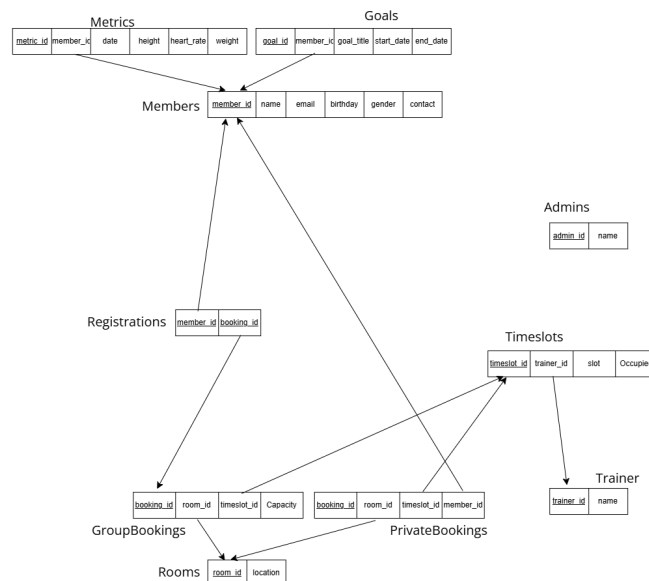 Metrics
Goals
metric_id member_id date height heart_rate weight
goal_id member_id goal_title start_date end_date
Members
member_id name email birthday gender contact
Admins
admin_id name
Registrations
member_id booking_id
Timeslots
timeslot_id trainer_id slot Occupied
Trainer
trainer_id name
booking_id room_id timeslot_id Capacity
GroupBookings
booking_id room_id timeslot_id member_id
PrivateBookings
Rooms
room_id location